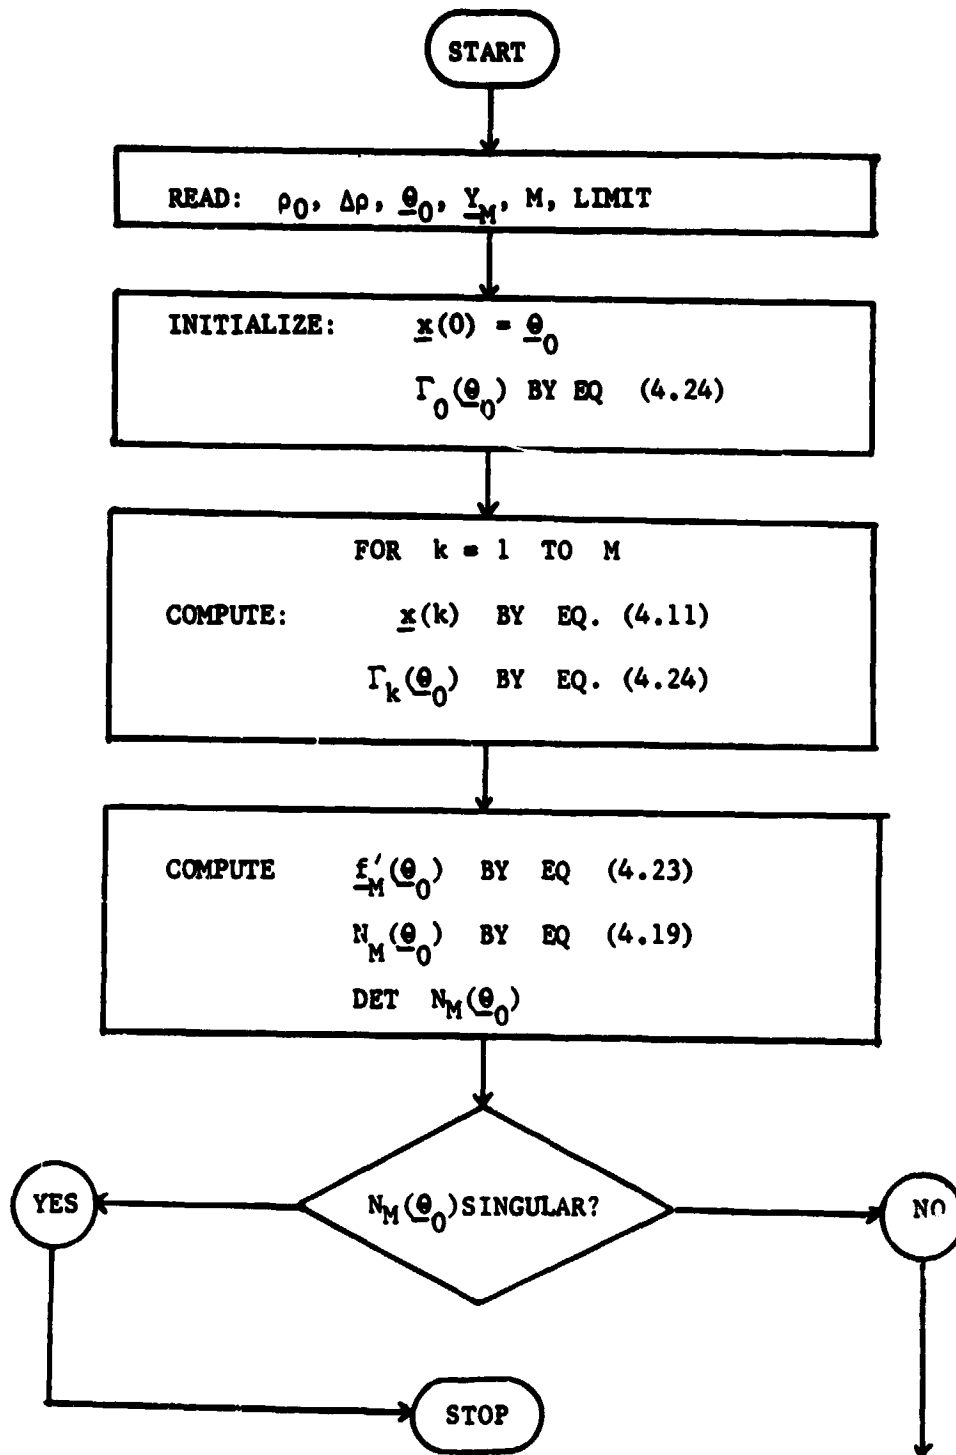 START
READ: ρ0, Δρ, θ0, YM, M, LIMIT
INITIALIZE: x(0) = θ0
Γ0(θ0) BY EQ (4.24)
FOR k = 1 TO M
COMPUTE: x(k) BY EQ. (4.11)
Γk(θ0) BY EQ. (4.24)
COMPUTE f′M(θ0) BY EQ (4.23)
NM(θ0) BY EQ (4.19)
DET NM(θ0)
YES
NM(θ0)SINGULAR?
NO
STOP